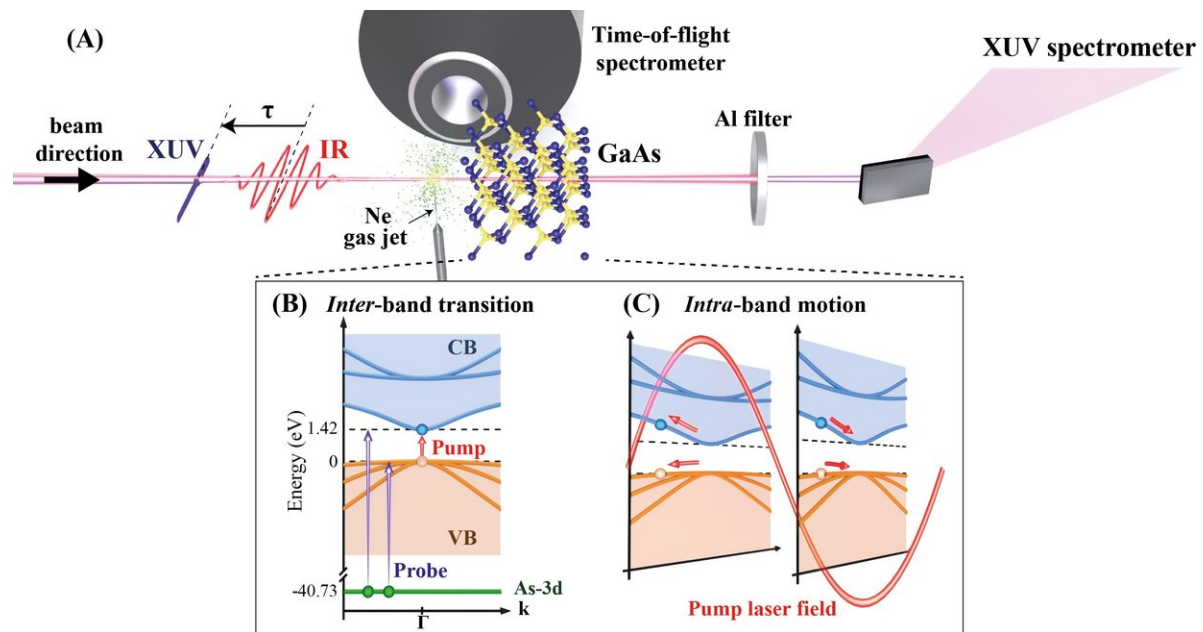 (A)
Time-of-flight
spectrometer
XUV spectrometer
beam
direction
XUV
τ
IR
Al filter
GaAs
Ne
gas jet
(B) Inter-band transition
CB
Energy (eV)
1.42
Pump
0
VB
Probe
-40.73
As-3d
k
Γ
(C) Intra-band motion
Pump laser field